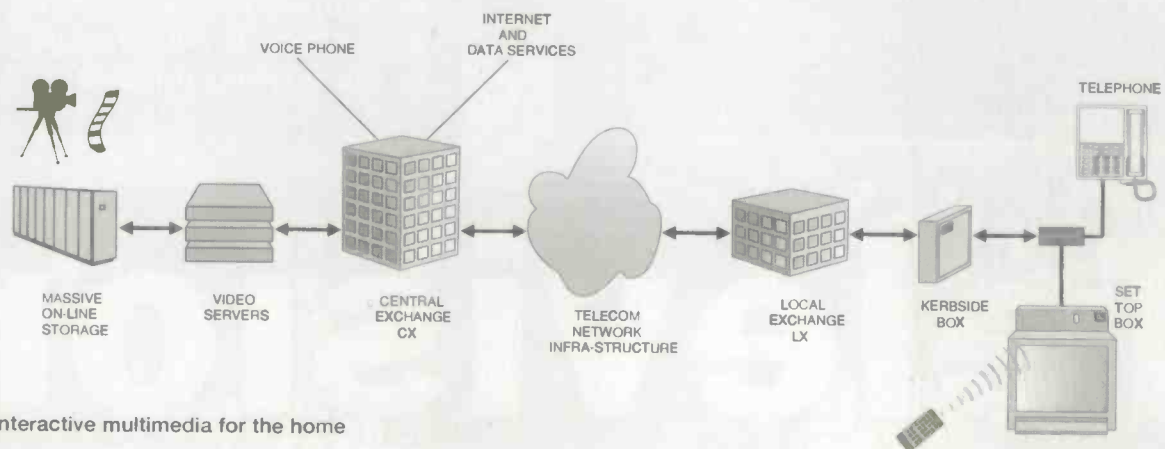 INTERNET
AND
DATA SERVICES
VOICE PHONE
TELEPHONE
MASSIVE
ON-LINE
STORAGE
VIDEO
SERVERS
CENTRAL
EXCHANGE
CX
TELECOM
NETWORK
INFRA-STRUCTURE
LOCAL
EXCHANGE
LX
KERBSIDE
BOX
SET
TOP
BOX
nteractive multimedia for the home